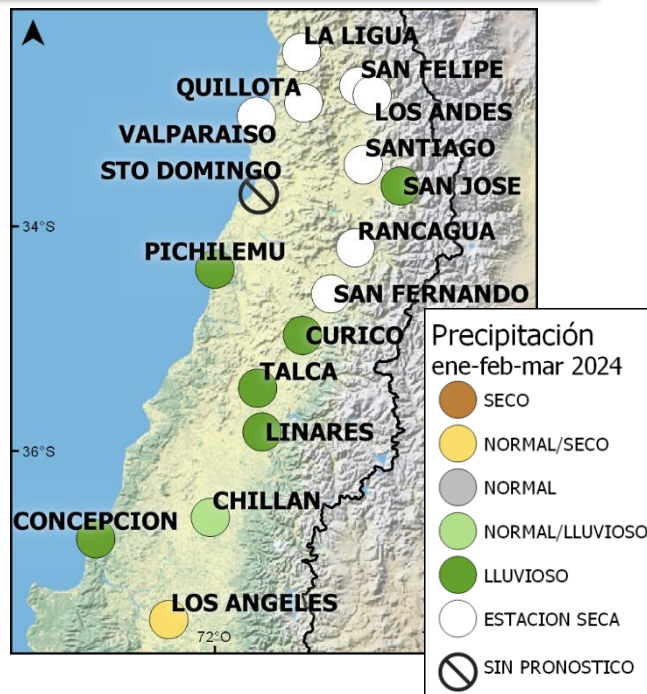 LA LIGUA
SAN FELIPE
QUILLOTA
LOS ANDES
VALPARAISO
SANTIAGO
STO DOMINGO
SAN JOSE
34°S
RANCAGUA
PICHILEMU
SAN FERNANDO
CURICO
TALCA
LINARES
36°S
CHILLAN
CONCEPCION
LOS ANGELES
72°O
Precipitación
ene-feb-mar 2024
SECO
NORMAL/SECO
NORMAL
NORMAL/LLUVIOSO
LLUVIOSO
ESTACION SECA
SIN PRONOSTICO